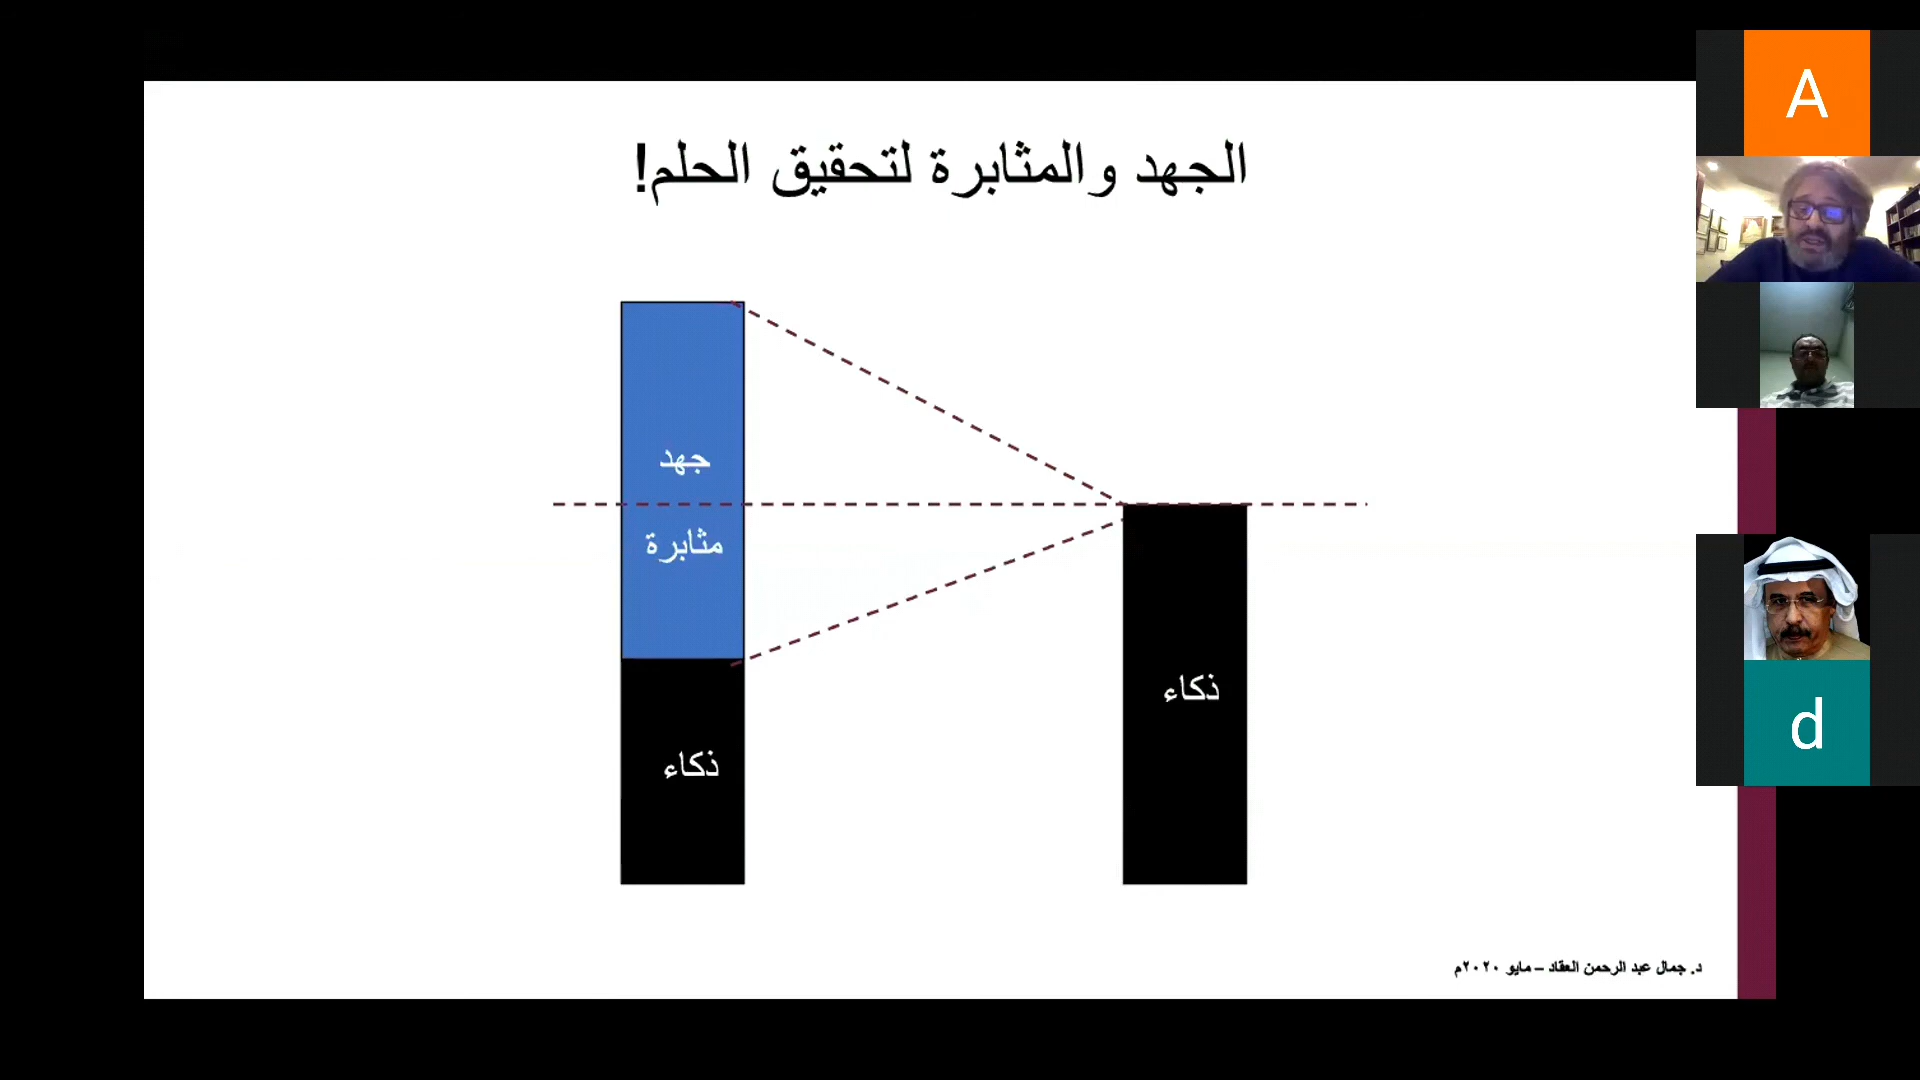 الجهد والمثابرة لتحقيق الحلم!
جهد
مثابرة
ذكاء
ذكاء
د. جمال عبد الرحمن العقاد – مايو ٢٠٢٠م
A
d